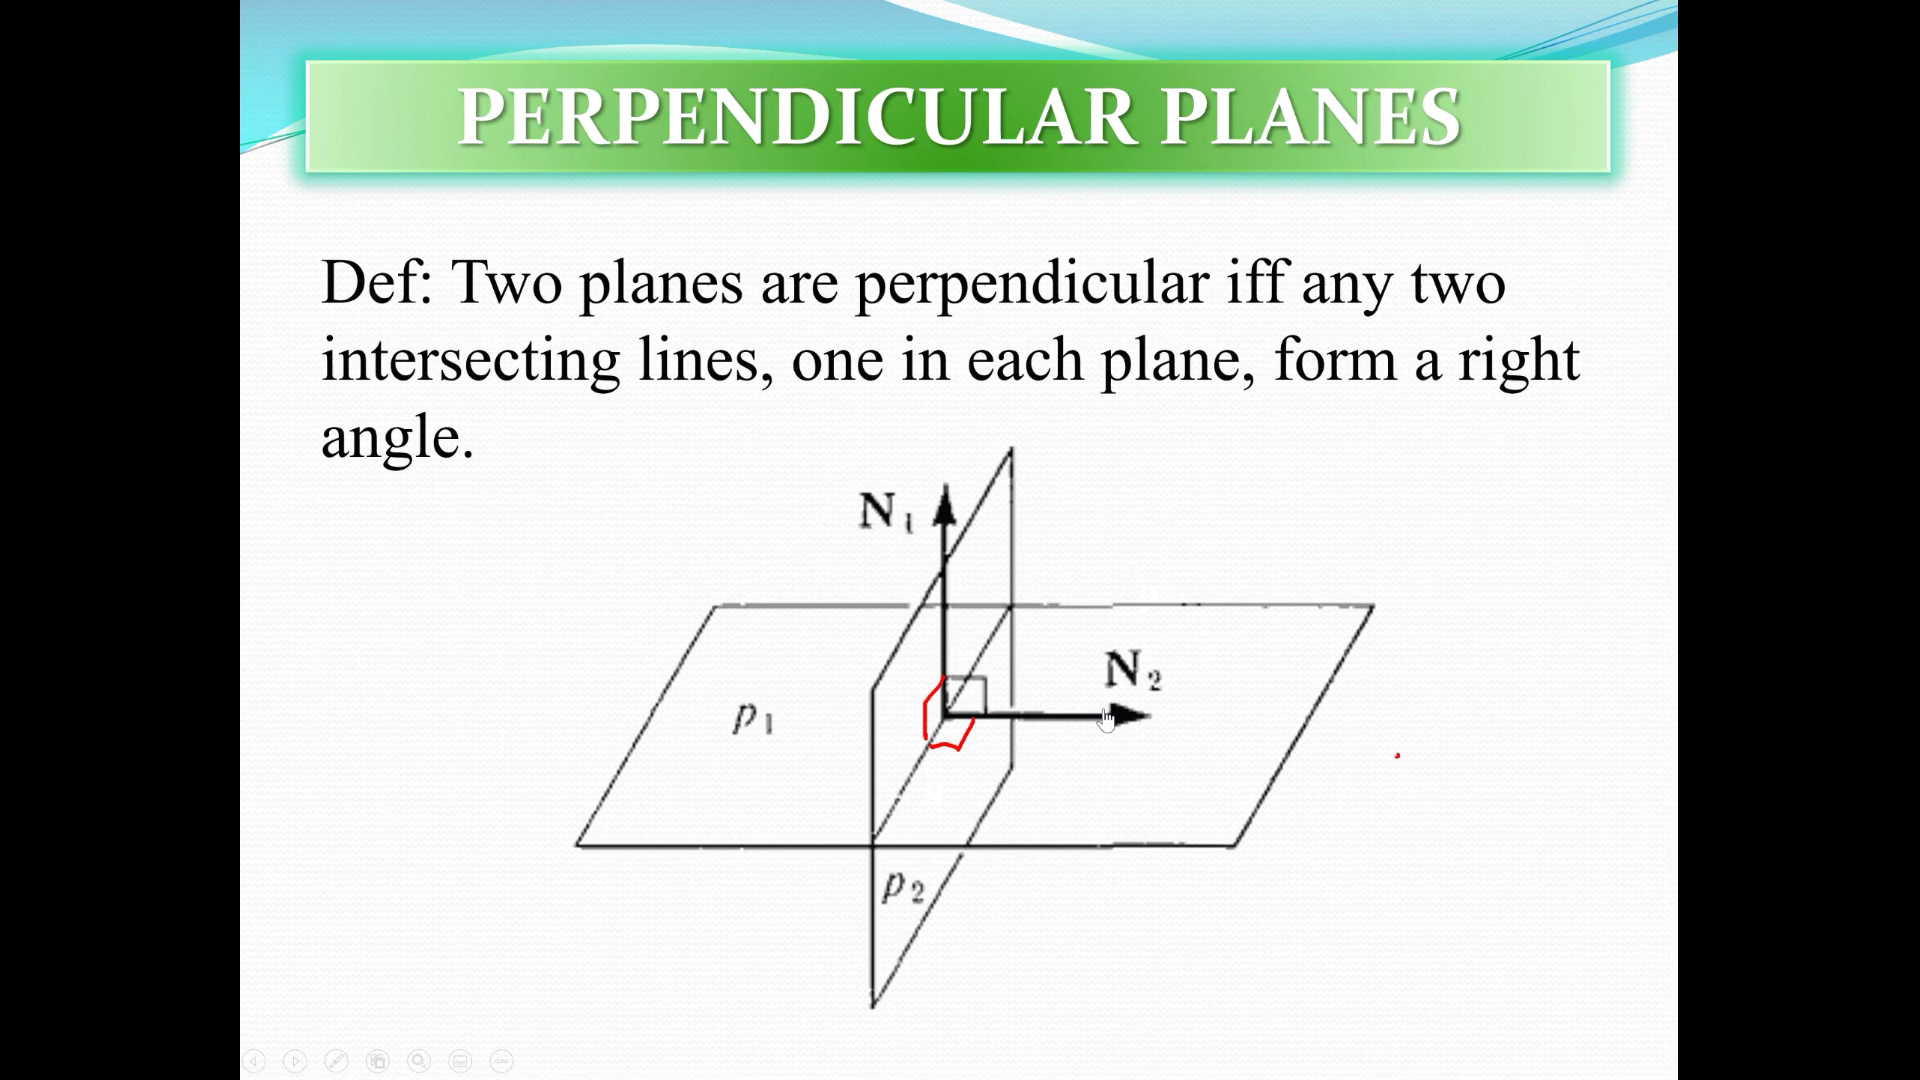 PERPENDICULAR PLANES
Def: Two planes are perpendicular iff any two
intersecting lines, one in each plane, form a right
angle.
N₁
N₂
p₁
p₂